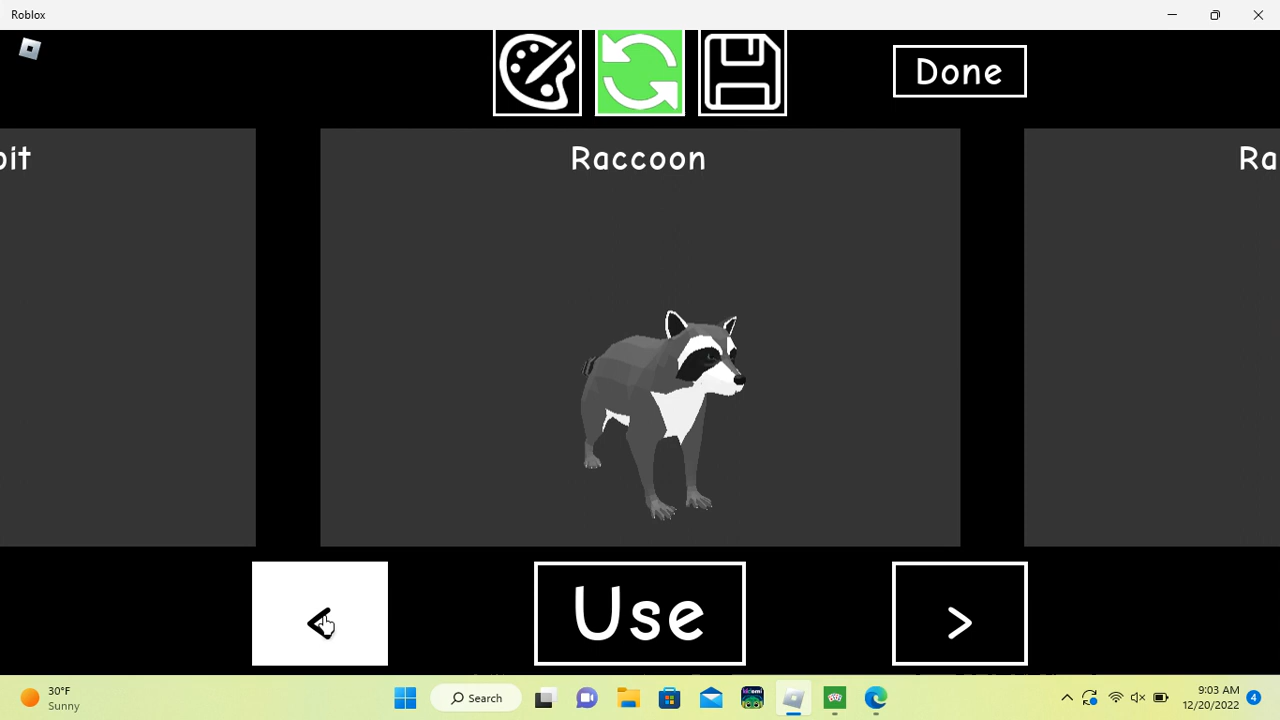 Roblox
Done
bit
Raccoon
Ra
<
Use
>
30°F
Sunny
Search
9:03 AM
12/20/2022
4